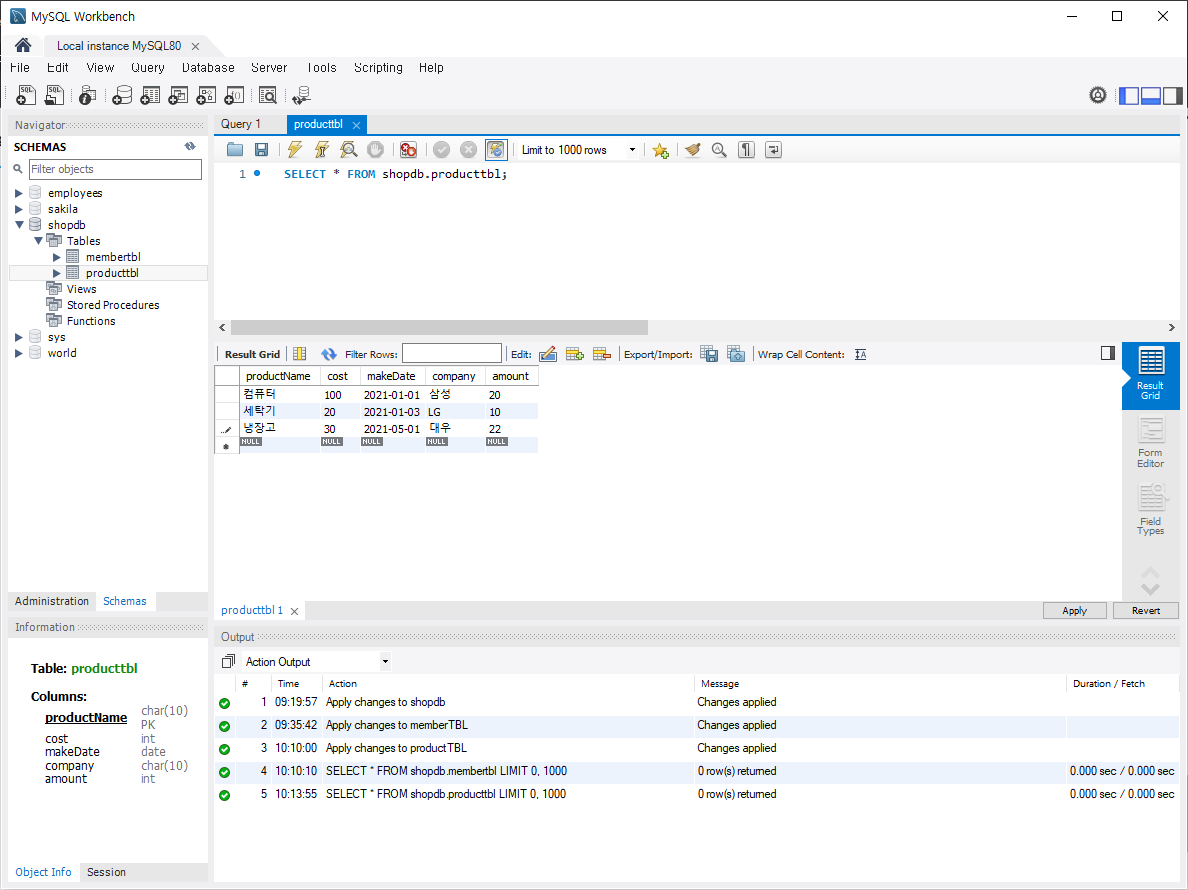 MySQL Workbench
Local instance MySQL80
File Edit View Query Database Server Tools Scripting Help
Navigator
SCHEMAS
Filter objects
employees
sakila
shopdb
Tables
membertbl
producttbl
Views
Stored Procedures
Functions
sys
world
Administration Schemas
Information
Table: producttbl
Columns:
productName char(10) PK
cost int
makeDate date
company char(10)
amount int
Object Info Session
Query 1 producttbl
Limit to 1000 rows
1 SELECT * FROM shopdb.producttbl;
Result Grid Filter Rows: Edit: Export/Import: Wrap Cell Content:
productName cost makeDate company amount
컴퓨터 100 2021-01-01 삼성 20
세탁기 20 2021-01-03 LG 10
냉장고 30 2021-05-01 대우 22
NULL NULL NULL NULL NULL
Result Grid
Form Editor
Field Types
producttbl 1 Apply Revert
Output
Action Output
# Time Action Message Duration / Fetch
1 09:19:57 Apply changes to shopdb Changes applied
2 09:35:42 Apply changes to memberTBL Changes applied
3 10:10:00 Apply changes to productTBL Changes applied
4 10:10:10 SELECT * FROM shopdb.membertbl LIMIT 0, 1000 0 row(s) returned 0.000 sec / 0.000 sec
5 10:13:55 SELECT * FROM shopdb.producttbl LIMIT 0, 1000 0 row(s) returned 0.000 sec / 0.000 sec